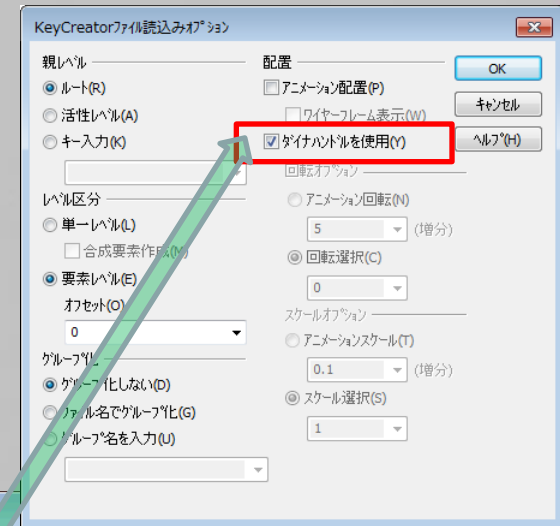 KeyCreatorﾌｧｲﾙ読込みｵﾌﾟｼｮﾝ
親ﾚﾍﾞﾙ
ﾙｰﾄ(R)
活性ﾚﾍﾞﾙ(A)
ｷｰ入力(K)
ﾚﾍﾞﾙ区分
単一ﾚﾍﾞﾙ(L)
合成要素作成(M)
要素ﾚﾍﾞﾙ(E)
ｵﾌｾｯﾄ(O)
0
ｸﾞﾙｰﾌﾟ化
ｸﾞﾙｰﾌﾟ化しない(D)
ﾌｧｲﾙ名でｸﾞﾙｰﾌﾟ化(G)
ｸﾞﾙｰﾌﾟ名を入力(U)
配置
ｱﾆﾒｰｼｮﾝ配置(P)
ﾜｲﾔｰﾌﾚｰﾑ表示(W)
ﾀﾞｲﾅﾊﾝﾄﾞﾙを使用(Y)
回転ｵﾌﾟｼｮﾝ
ｱﾆﾒｰｼｮﾝ回転(N)
5 (増分)
回転選択(C)
0
ｽｹｰﾙｵﾌﾟｼｮﾝ
ｱﾆﾒｰｼｮﾝｽｹｰﾙ(T)
0.1 (増分)
ｽｹｰﾙ選択(S)
1
OK
ｷｬﾝｾﾙ
ﾍﾙﾌﾟ(H)